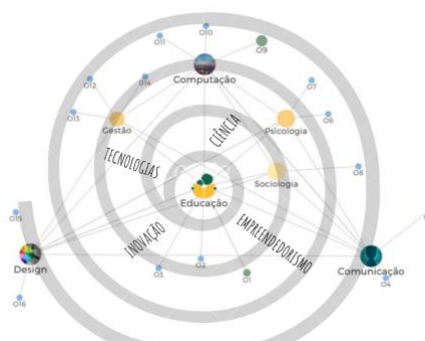 O10
O11
O9
O14
Computação
O12
O7
O13
O6
Gestão
CIÊNCIA
Psicologia
TECNOLOGIAS
O8
Sociologia
Educação
O15
INOVAÇÃO
EMPREENDEDORISMO
Design
O3
O2
O1
Comunicação
O4
O16